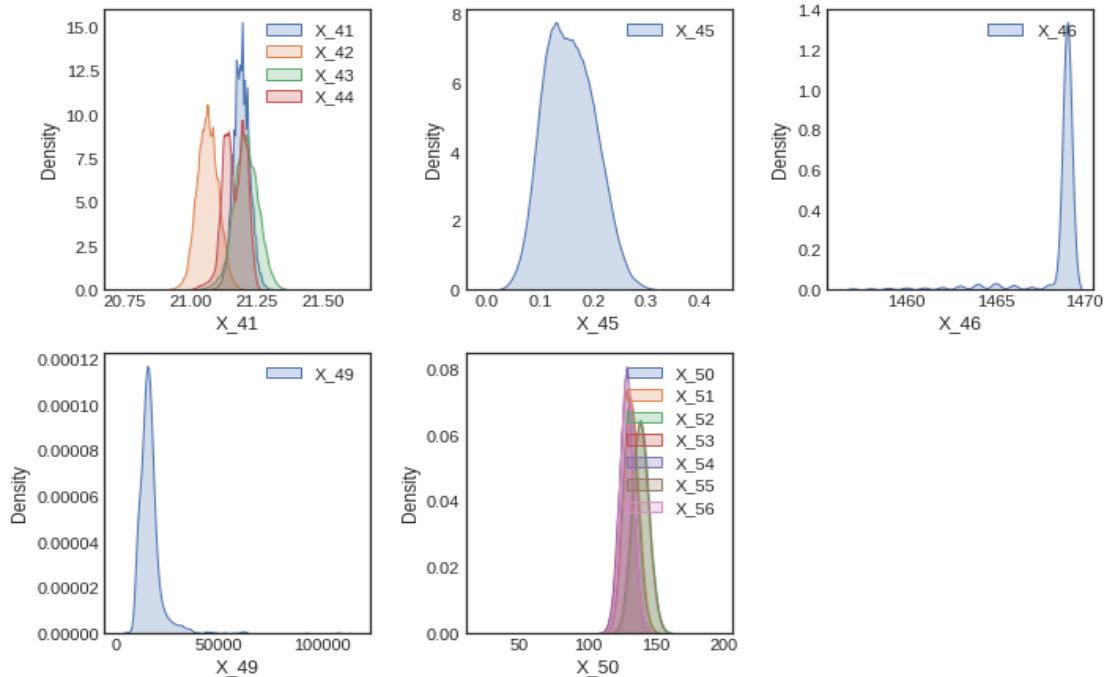 15.0
12.5
10.0
7.5
5.0
2.5
0.0
Density
20.75
21.00
21.25
21.50
X_41
X_41
X_42
X_43
X_44
8
6
4
2
0
Density
0.0
0.1
0.2
0.3
0.4
X_45
X_45
1.4
1.2
1.0
0.8
0.6
0.4
0.2
0.0
Density
1460
1465
1470
X_46
X_46
0.00012
0.00010
0.00008
0.00006
0.00004
0.00002
0.00000
Density
0
50000
100000
X_49
X_49
0.08
0.06
0.04
0.02
0.00
Density
50
100
150
200
X_50
X_50
X_51
X_52
X_53
X_54
X_55
X_56